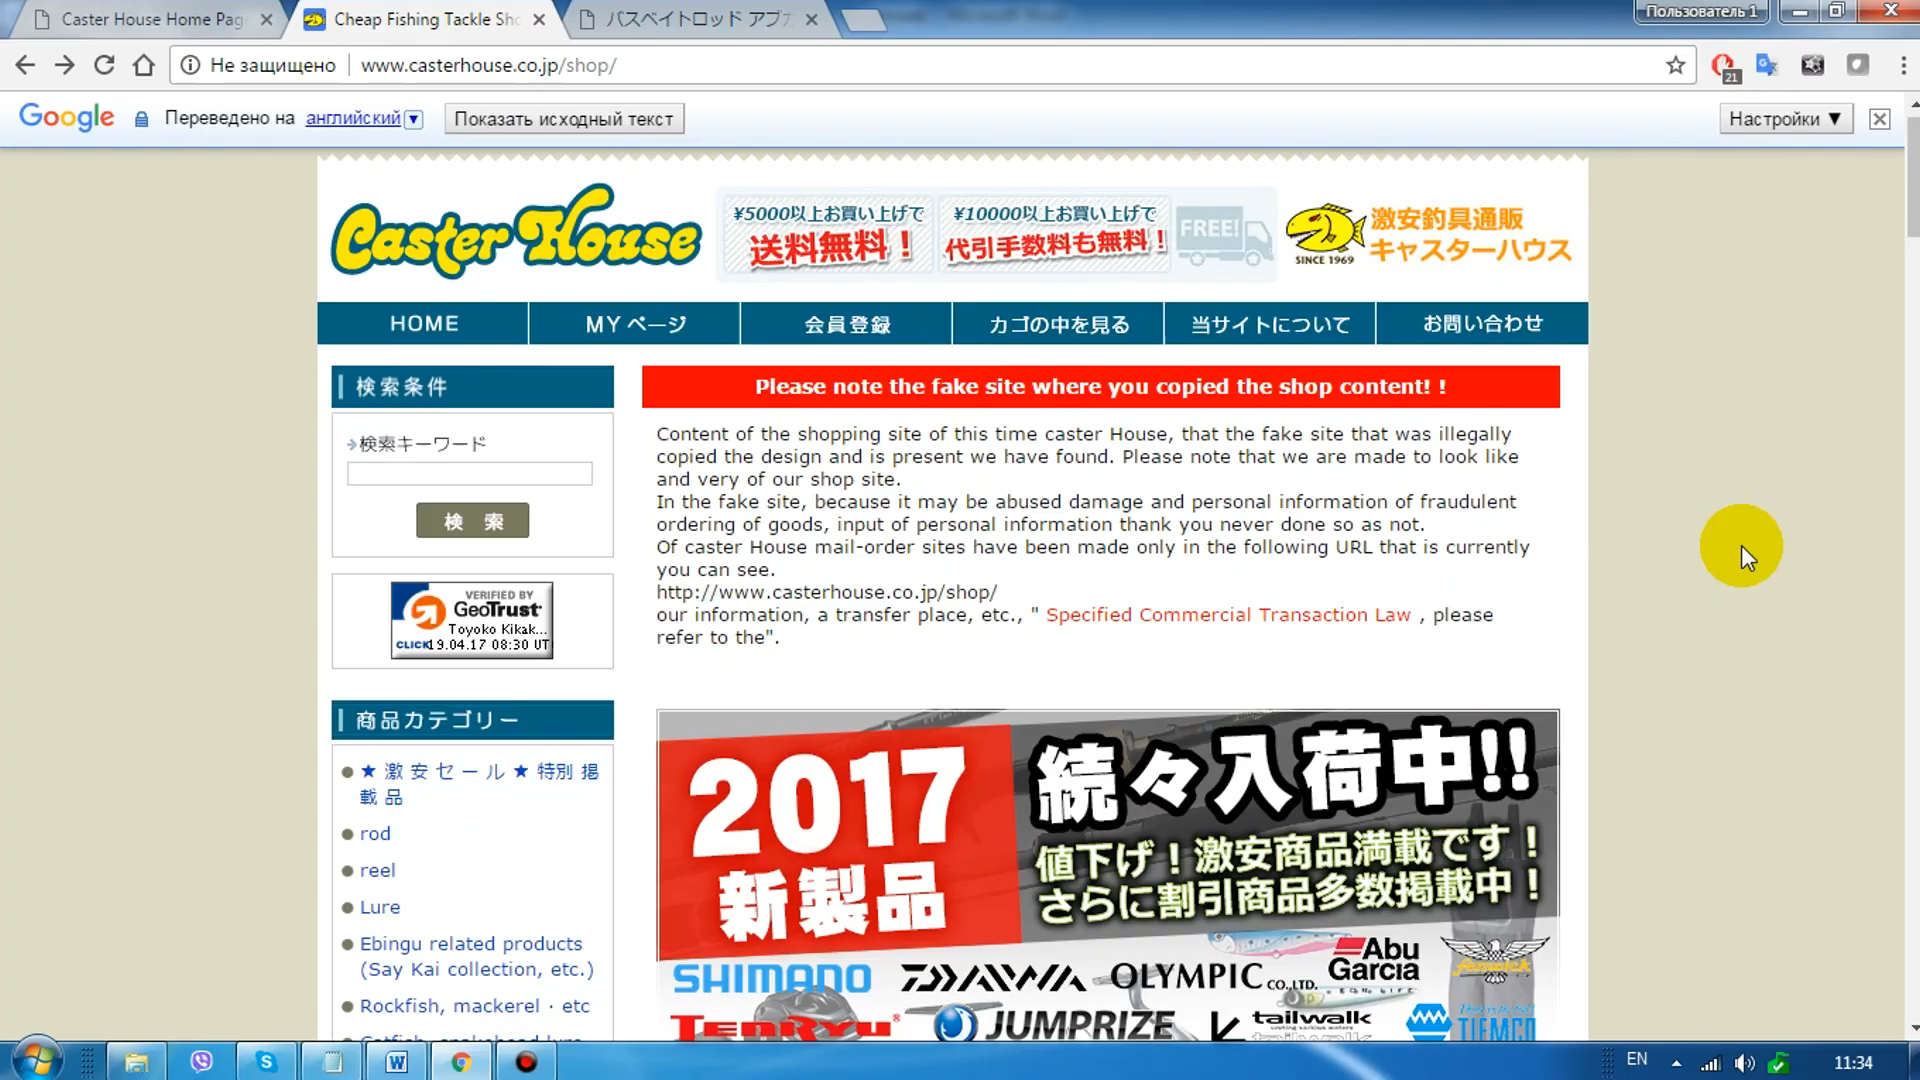 Caster House Home Pag
Cheap Fishing Tackle Sho
バスベイトロッド アブガ
Пользователь 1
Не защищено
www.casterhouse.co.jp/shop/
21
Google
Переведено на английский
Показать исходный текст
Настройки ▼
Caster House
¥5000以上お買い上げで
送料無料！
¥10000以上お買い上げで
代引手数料も無料！
FREE!
SINCE 1969
激安釣具通販
キャスターハウス
HOME
MYページ
会員登録
カゴの中を見る
当サイトについて
お問い合わせ
検索条件
検索キーワード
検 索
VERIFIED BY
GeoTrust
Toyoko Kikak...
CLICK
19.04.17 08:30 UT
商品カテゴリー
★ 激 安 セ ー ル ★ 特別 掲
載 品
rod
reel
Lure
Ebingu related products
(Say Kai collection, etc.)
Rockfish, mackerel · etc
Please note the fake site where you copied the shop content! !
Content of the shopping site of this time caster House, that the fake site that was illegally
copied the design and is present we have found. Please note that we are made to look like
and very of our shop site.
In the fake site, because it may be abused damage and personal information of fraudulent
ordering of goods, input of personal information thank you never done so as not.
Of caster House mail-order sites have been made only in the following URL that is currently
you can see.
http://www.casterhouse.co.jp/shop/
our information, a transfer place, etc., " Specified Commercial Transaction Law , please
refer to the".
2017
新製品
続々入荷中!!
値下げ！激安商品満載です！
さらに割引商品多数掲載中！
SHIMANO
DAIWA
OLYMPIC CO.,LTD.
Abu
Garcia
fenwick
TENRYU
JUMPRIZE
tailwalk
TIEMCO
EN
11:34